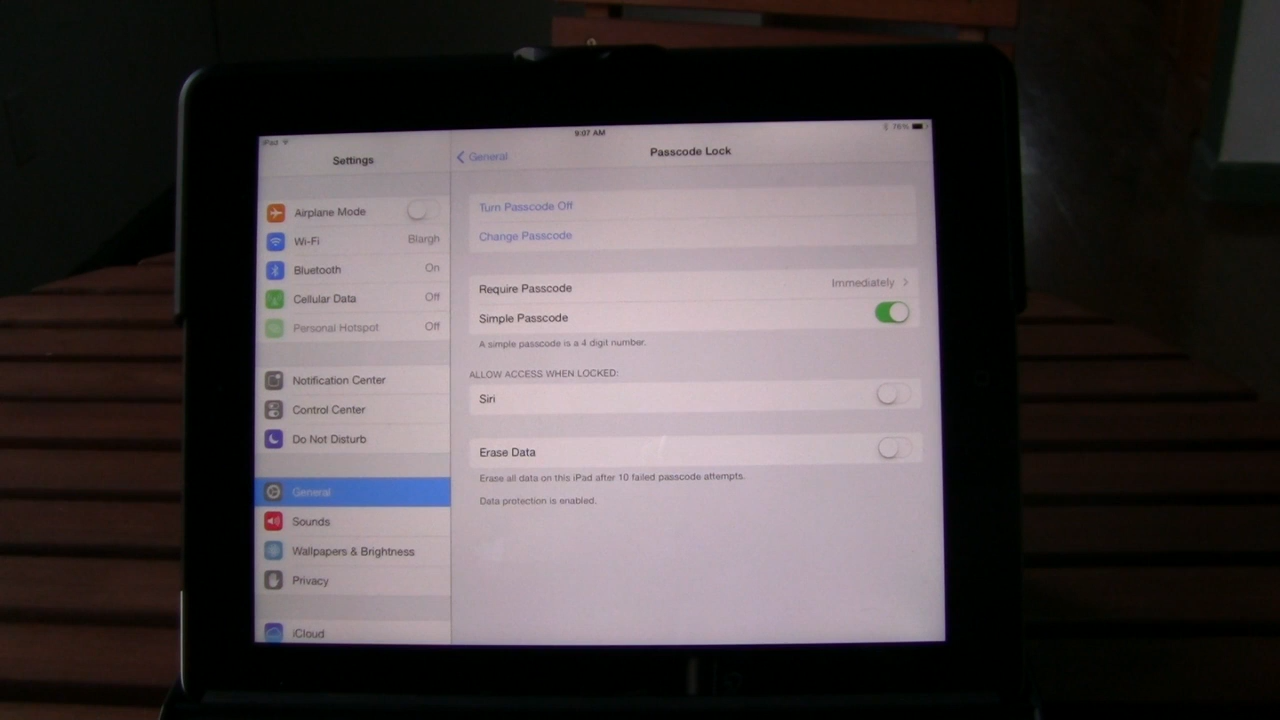 iPad 9:07 AM 76%
Settings
General Passcode Lock
Airplane Mode
Wi-Fi Blargh
Bluetooth On
Cellular Data Off
Personal Hotspot Off
Notification Center
Control Center
Do Not Disturb
General
Sounds
Wallpapers & Brightness
Privacy
iCloud
Turn Passcode Off
Change Passcode
Require Passcode Immediately
Simple Passcode
A simple passcode is a 4 digit number.
ALLOW ACCESS WHEN LOCKED:
Siri
Erase Data
Erase all data on this iPad after 10 failed passcode attempts.
Data protection is enabled.